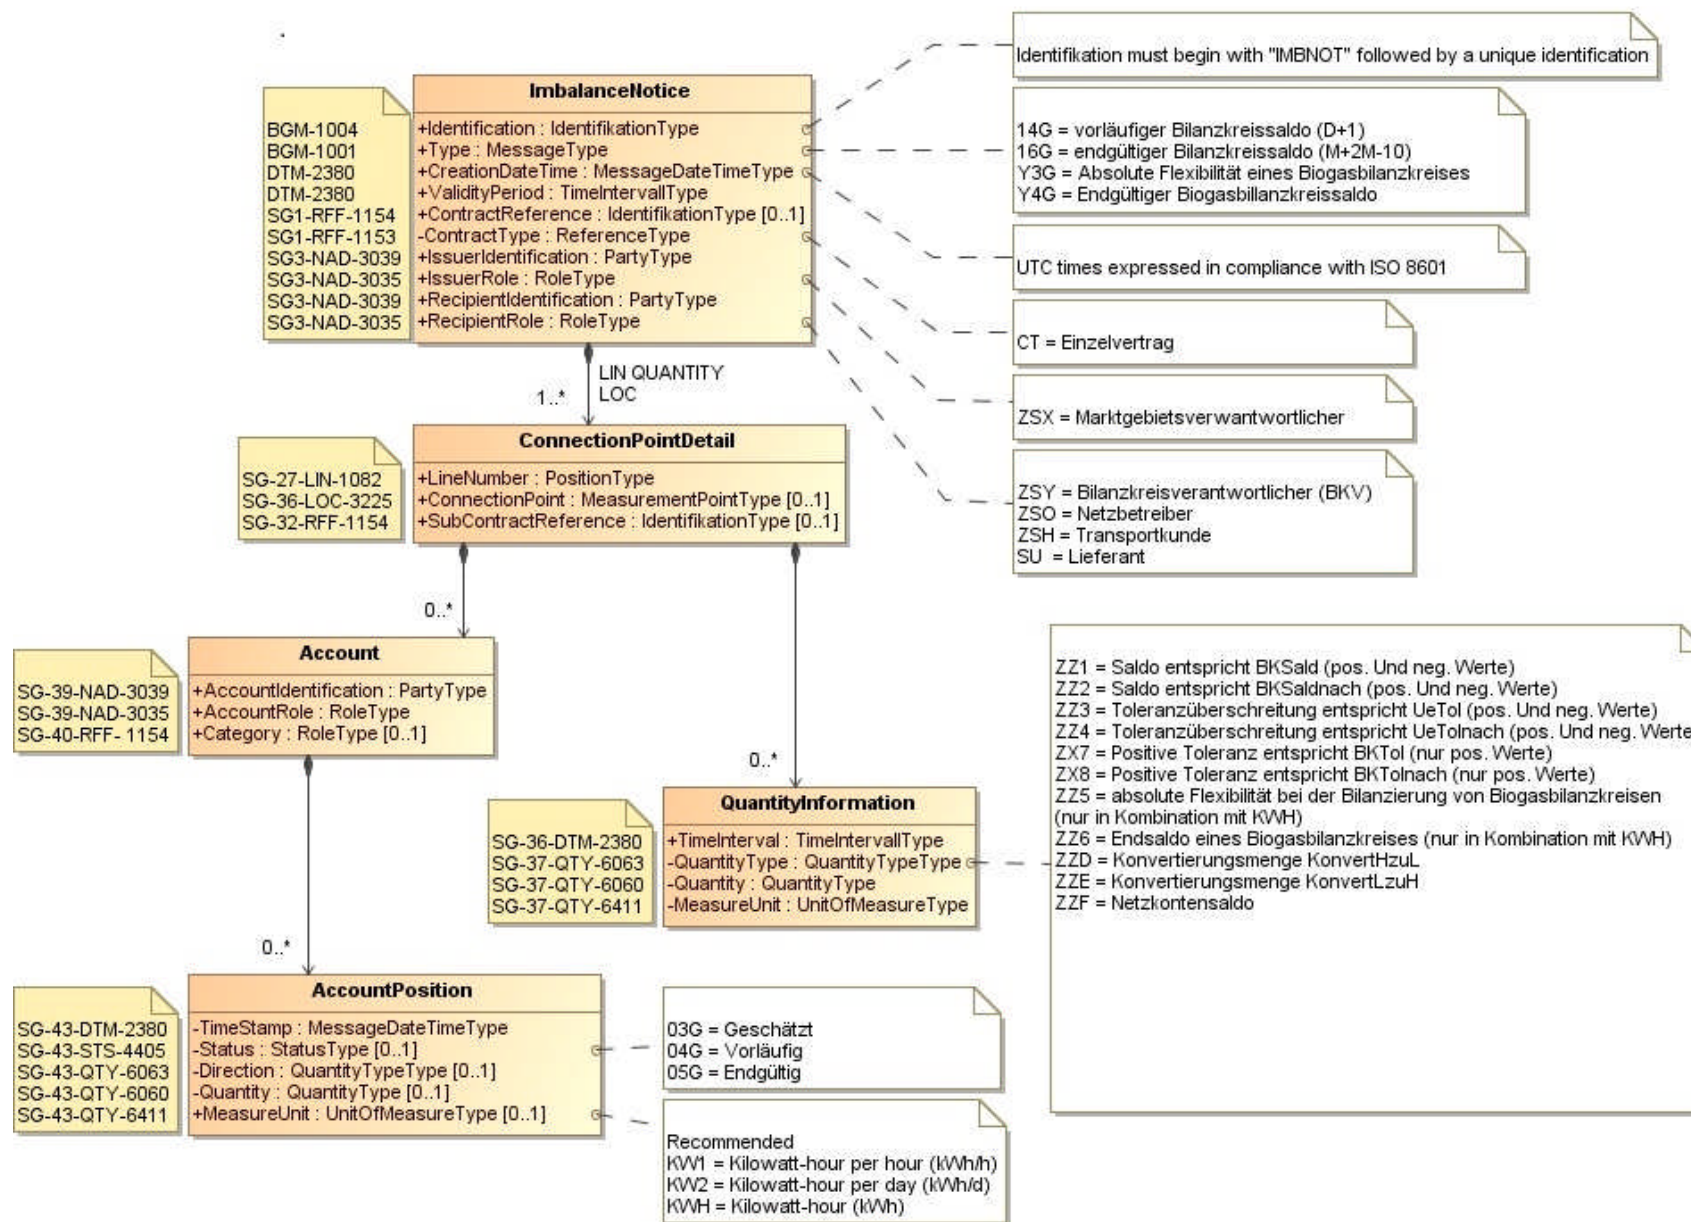 Identifikation must begin with "IMBNOT" followed by a unique identification
ImbalanceNotice
BGM-1004
BGM-1001
DTM-2380
DTM-2380
SG1-RFF-1154
SG1-RFF-1153
SG3-NAD-3039
SG3-NAD-3035
SG3-NAD-3039
SG3-NAD-3035
+Identification : IdentifikationType
+Type : MessageType
+CreationDateTime : MessageDateTimeType
+ValidityPeriod : TimeIntervallType
+ContractReference : IdentifikationType [0..1]
-ContractType : ReferenceType
+IssuerIdentification : PartyType
+IssuerRole : RoleType
+RecipientIdentification : PartyType
+RecipientRole : RoleType
14G = vorläufiger Bilanzkreissaldo (D+1)
16G = endgültiger Bilanzkreissaldo (M+2M-10)
Y3G = Absolute Flexibilität eines Biogasbilanzkreises
Y4G = Endgültiger Biogasbillanzkreissaldo
UTC times expressed in compliance with ISO 8601
CT = Einzelvertrag
ZSX = Marktgebietsverwantwortlicher
ZSY = Bilanzkreisverantwortlicher (BKV)
ZSO = Netzbetreiber
ZSH = Transportkunde
SU = Lieferant
LIN QUANTITY
LOC
1..*
ConnectionPointDetail
SG-27-LIN-1082
SG-36-LOC-3225
SG-32-RFF-1154
+LineNumber : PositionType
+ConnectionPoint : MeasurementPointType [0..1]
+SubContractReference : IdentifikationType [0..1]
0..*
0..*
Account
SG-39-NAD-3039
SG-39-NAD-3035
SG-40-RFF- 1154
+AccountIdentification : PartyType
+AccountRole : RoleType
+Category : RoleType [0..1]
QuantityInformation
SG-36-DTM-2380
SG-37-QTY-6063
SG-37-QTY-6060
SG-37-QTY-6411
+TimeInterval : TimeIntervallType
-QuantityType : QuantityTypeType
-Quantity : QuantityType
-MeasureUnit : UnitOfMeasureType
ZZ1 = Saldo entspricht BKSald (pos. Und neg. Werte)
ZZ2 = Saldo entspricht BKSaldnach (pos. Und neg. Werte)
ZZ3 = Toleranzüberschreitung entspricht UeTol (pos. Und neg. Werte)
ZZ4 = Toleranzüberschreitung entspricht UeTolnach (pos. Und neg. Werte
ZX7 = Positive Toleranz entspricht BKTol (nur pos. Werte)
ZX8 = Positive Toleranz entspricht BKTolnach (nur pos. Werte)
ZZ5 = absolute Flexibilität bei der Bilanzierung von Biogasbilanzkreisen
(nur in Kombination mit KWH)
ZZ6 = Endsaldo eines Biogasbilanzkreises (nur in Kombination mit KWH)
ZZD = Konvertierungsmenge KonvertHzuL
ZZE = Konvertierungsmenge KonvertLzuH
ZZF = Netzkontensaldo
0..*
AccountPosition
SG-43-DTM-2380
SG-43-STS-4405
SG-43-QTY-6063
SG-43-QTY-6060
SG-43-QTY-6411
-TimeStamp : MessageDateTimeType
-Status : StatusType [0..1]
-Direction : QuantityTypeType [0..1]
-Quantity : QuantityType [0..1]
+MeasureUnit : UnitOfMeasureType [0..1]
03G = Geschätzt
04G = Vorläufig
05G = Endgültig
Recommended
KW1 = Kilowatt-hour per hour (kWh/h)
KW2 = Kilowatt-hour per day (kWh/d)
KWH = Kilowatt-hour (kWh)